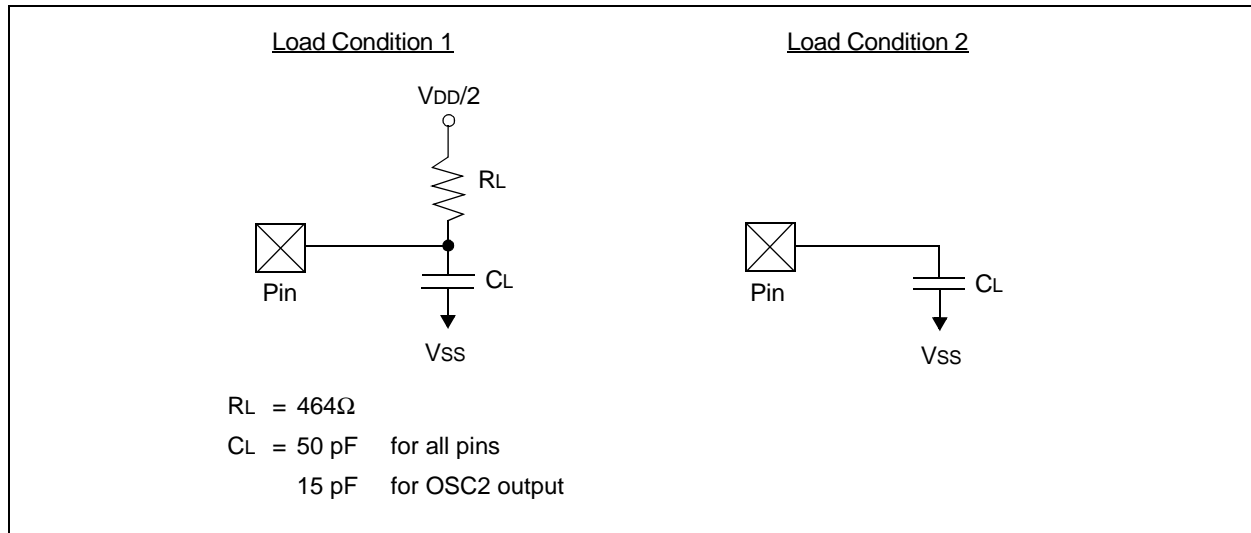 Load Condition 1
VDD/2
RL
Pin
CL
VSS
RL = 464Ω
CL = 50 pF for all pins
15 pF for OSC2 output
Load Condition 2
Pin
CL
VSS